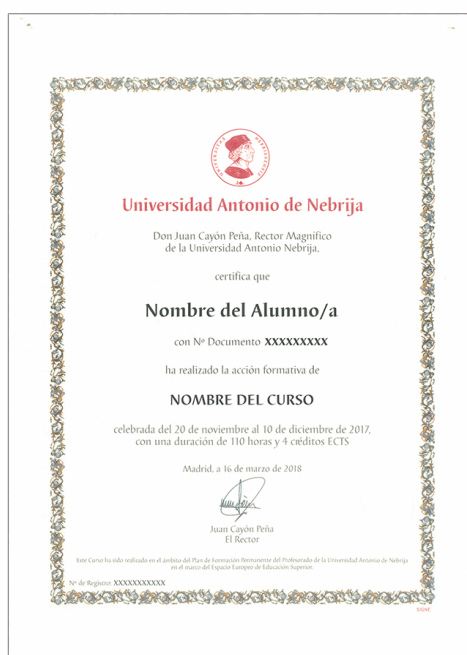 Universidad Antonio de Nebrija
Don Juan Cayón Peña, Rector Magnífico
de la Universidad Antonio Nebrija,
certifica que
Nombre del Alumno/a
con Nº Documento XXXXXXXXX
ha realizado la acción formativa de
NOMBRE DEL CURSO
celebrada del 20 de noviembre al 10 de diciembre de 2017,
con una duración de 110 horas y 4 créditos ECTS
Madrid, a 16 de marzo de 2018
Juan Cayón Peña
El Rector
Este Curso ha sido realizado en el ámbito del Plan de Formación Permanente del Profesorado de la Universidad Antonio de Nebrija
en el marco del Espacio Europeo de Educación Superior.
Nº de Registro: XXXXXXXXXXX